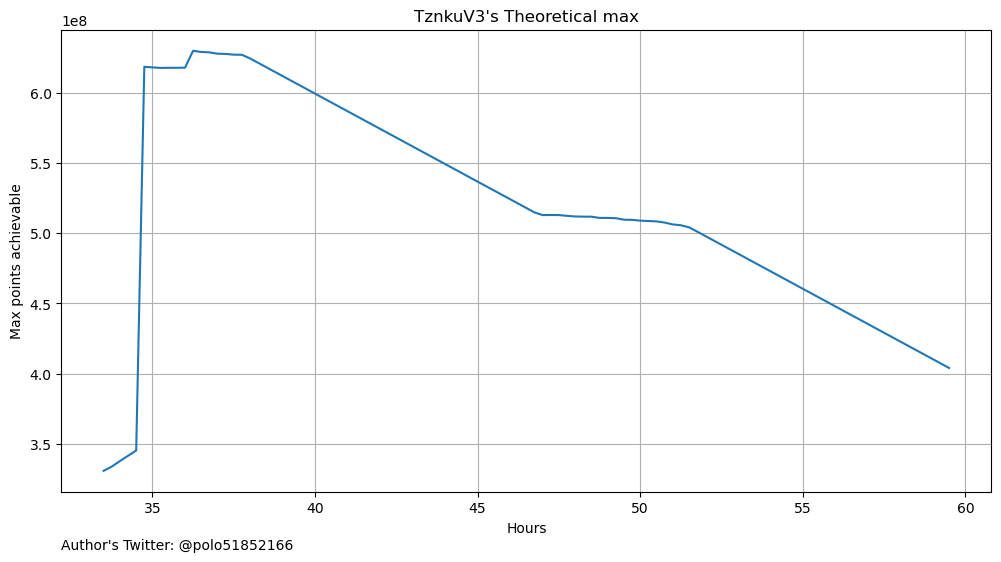 TznkuV3's Theoretical max
1e8
6.0
5.5
5.0
4.5
4.0
3.5
Max points achievable
35 40 45 50 55 60
Hours
Author's Twitter: @polo51852166